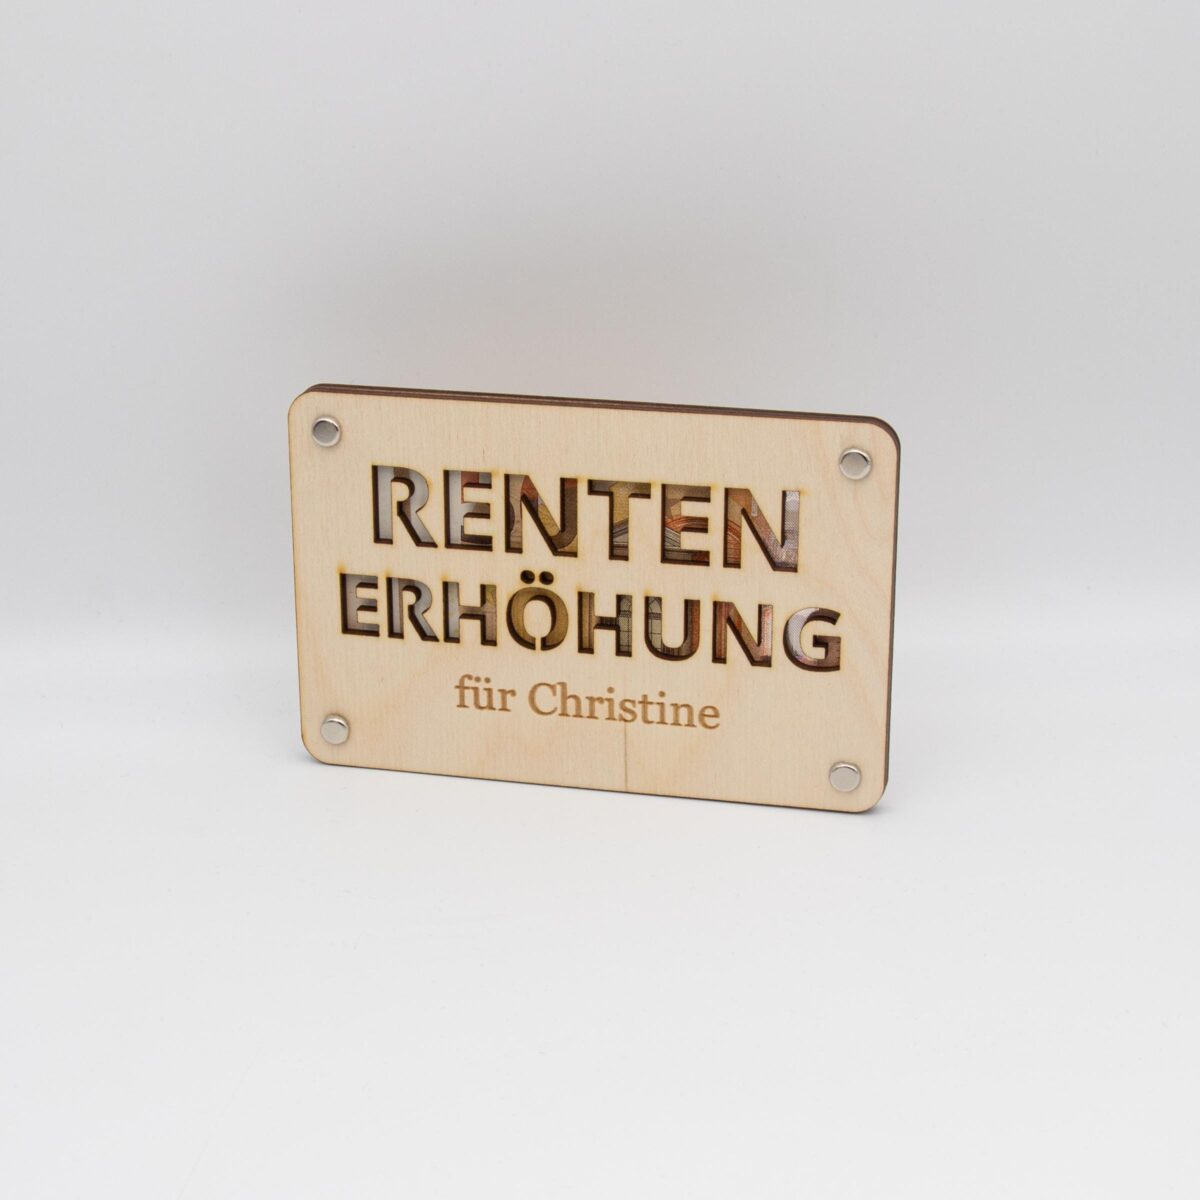 RENTEN
ERHÖHUNG
für Christine